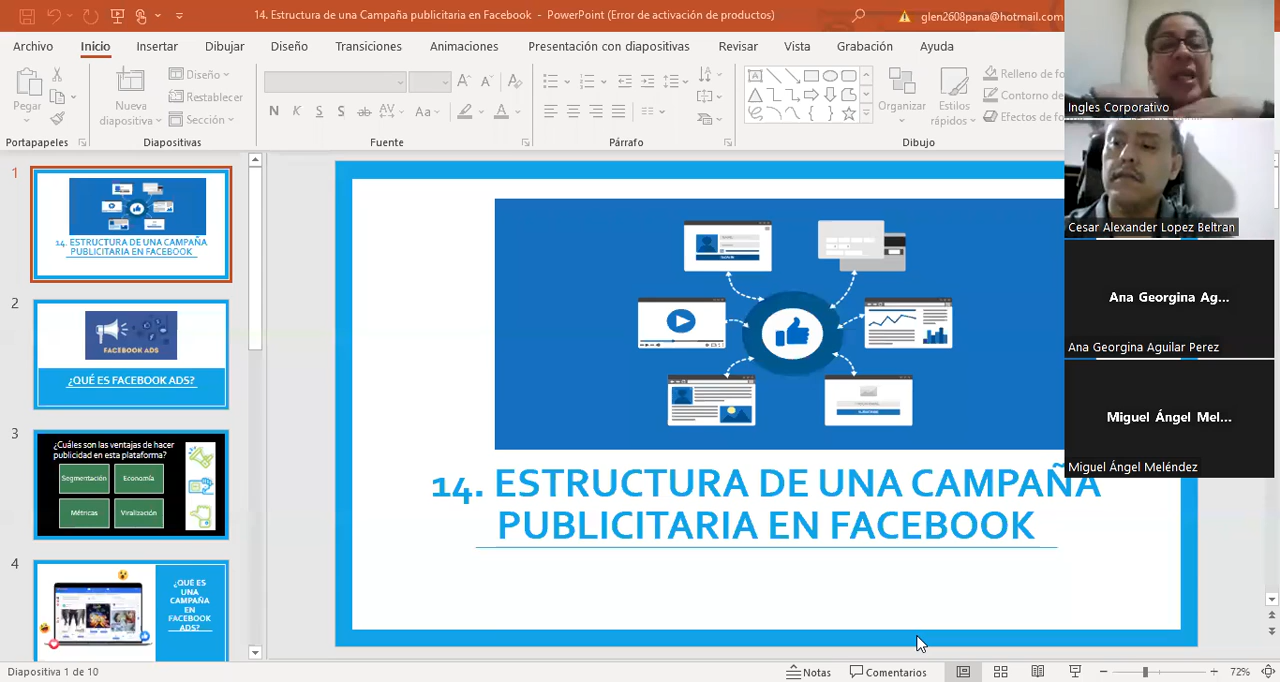 14. Estructura de una Campaña publicitaria en Facebook - PowerPoint (Error de activación de productos)
glen2608pana@hotmail.com
Archivo Inicio Insertar Dibujar Diseño Transiciones Animaciones Presentación con diapositivas Revisar Vista Grabación Ayuda
Pegar
Nueva
diapositiva
Diseño
Restablecer
Sección
N K S S ab AV Aa A
Organizar
Estilos
rápidos
Relleno de fo
Contorno de
Efectos de fo
Portapapeles Diapositivas Fuente Párrafo Dibujo
Ingles Corporativo
Cesar Alexander Lopez Beltran
Ana Georgina Ag...
Ana Georgina Aguilar Perez
Miguel Ángel Mel...
Miguel Ángel Meléndez
1
14. ESTRUCTURA DE UNA CAMPAÑA
PUBLICITARIA EN FACEBOOK
2
FACEBOOK ADS
¿QUÉ ES FACEBOOK ADS?
3
¿Cuáles son las ventajas de hacer
publicidad en esta plataforma?
Segmentación Economía
Métricas Viralización
4
¿QUÉ ES
UNA
CAMPAÑA
EN
FACEBOOK
ADS?
14. ESTRUCTURA DE UNA CAMPAÑA
PUBLICITARIA EN FACEBOOK
Diapositiva 1 de 10
Notas Comentarios 72%